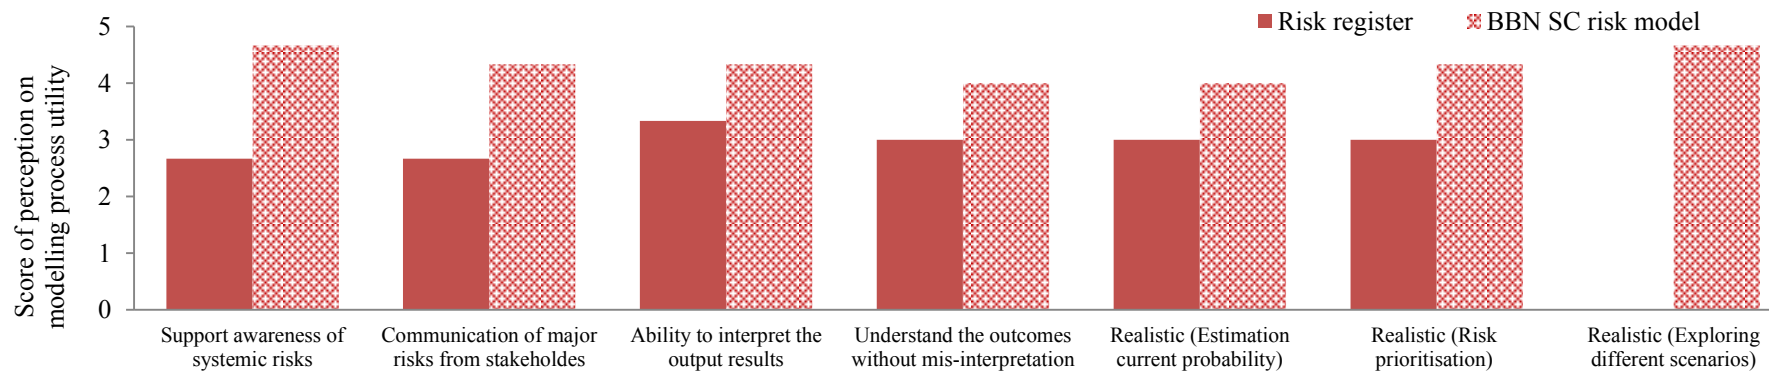 Risk register
BBN SC risk model
Score of perception on
modelling process utility
5
4
3
2
1
0
Support awareness of
systemic risks
Communication of major
risks from stakeholdes
Ability to interpret the
output results
Understand the outcomes
without mis-interpretation
Realistic (Estimation
current probability)
Realistic (Risk
prioritisation)
Realistic (Exploring
different scenarios)